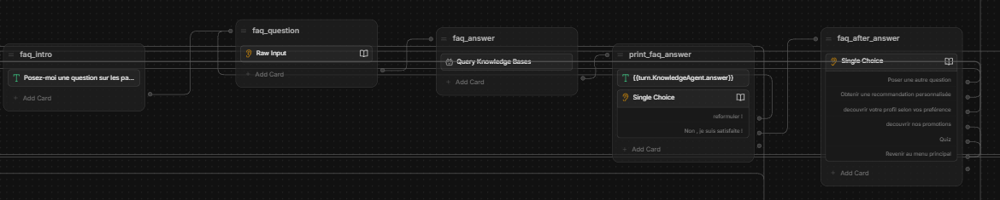 faq_intro
Posez-moi une question sur les pa...
Add Card
faq_question
Raw Input
Add Card
faq_answer
Query Knowledge Bases
Add Card
print_faq_answer
{{turn.KnowledgeAgent.answer}}
Single Choice
reformuler !
Non , je suis satisfaite !
Add Card
faq_after_answer
Single Choice
Poser une autre question
Obtenir une recommendation personnalisée
decouvrir votre profil selon vos preférence
decouvrir nos promotions
Quiz
Revenir au menu principal
Add Card